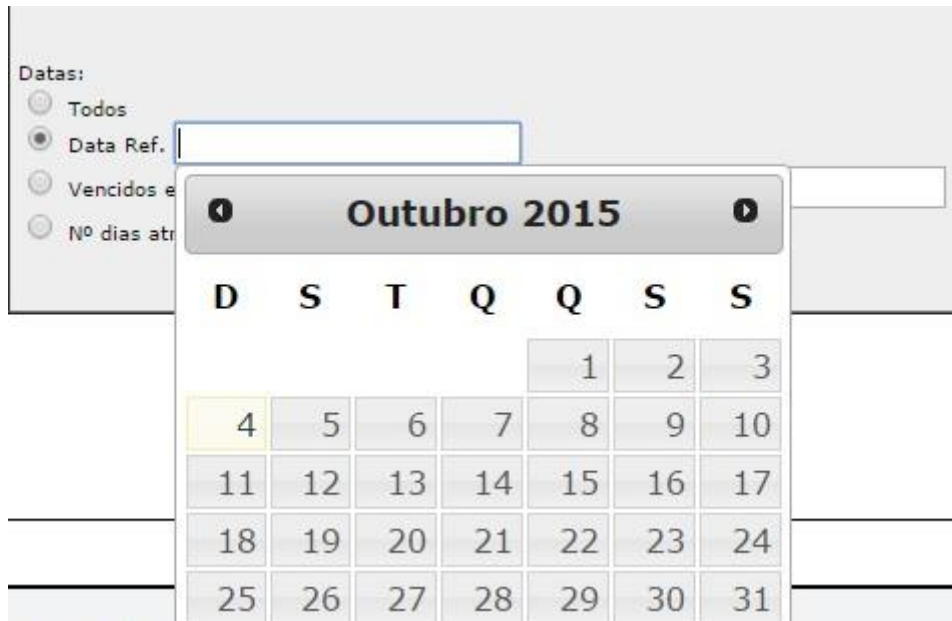 Datas:
Todos
Data Ref.
Vencidos e
Nº dias
Outubro 2015
D S T Q Q S S
1 2 3
4 5 6 7 8 9 10
11 12 13 14 15 16 17
18 19 20 21 22 23 24
25 26 27 28 29 30 31